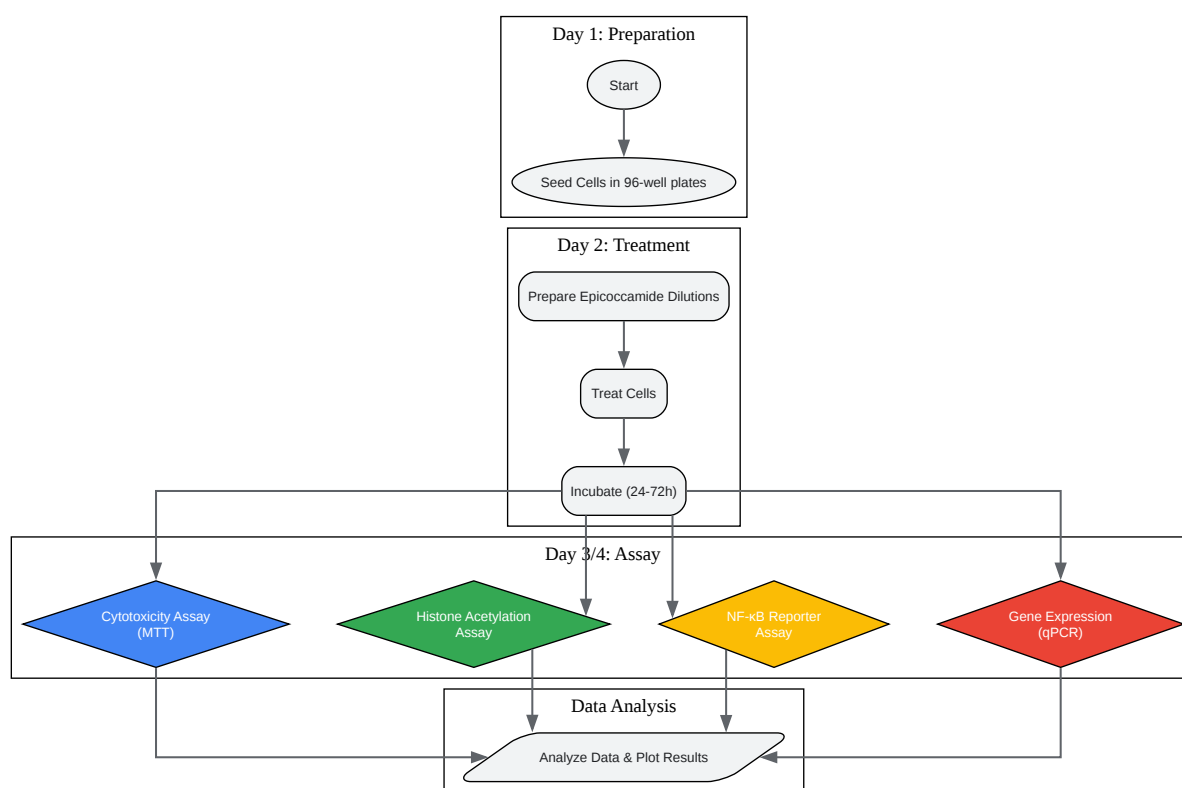 Day 1: Preparation
Start
Seed Cells in 96-well plates
Day 2: Treatment
Prepare Epicoccamide Dilutions
Treat Cells
Incubate (24-72h)
Day 3/4: Assay
Cytotoxicity Assay
(MTT)
Histone Acetylation
Assay
NF-κB Reporter
Assay
Gene Expression
(qPCR)
Data Analysis
Analyze Data & Plot Results